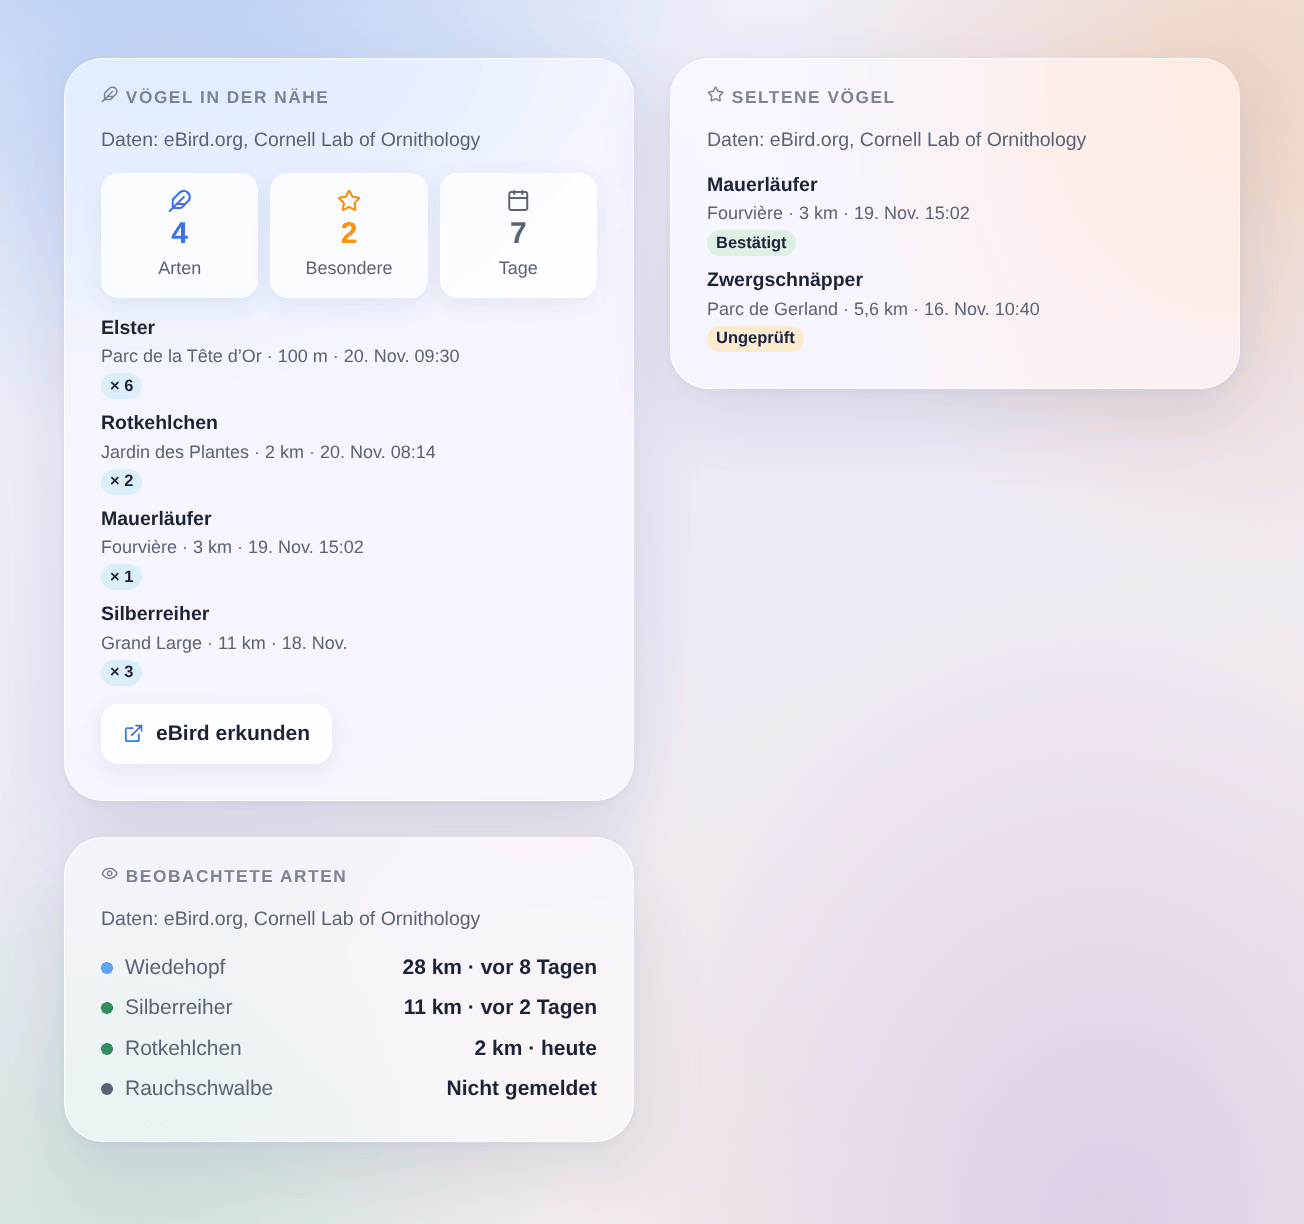 VÖGEL IN DER NÄHE
Daten: eBird.org, Cornell Lab of Ornithology
4
Arten
2
Besondere
7
Tage
Elster
Parc de la Tête d’Or · 100 m · 20. Nov. 09:30
× 6
Rotkehlchen
Jardin des Plantes · 2 km · 20. Nov. 08:14
× 2
Mauerläufer
Fourvière · 3 km · 19. Nov. 15:02
× 1
Silberreiher
Grand Large · 11 km · 18. Nov.
× 3
eBird erkunden
SELTENE VÖGEL
Daten: eBird.org, Cornell Lab of Ornithology
Mauerläufer
Fourvière · 3 km · 19. Nov. 15:02
Bestätigt
Zwergschnäpper
Parc de Gerland · 5,6 km · 16. Nov. 10:40
Ungeprüft
BEOBACHTETE ARTEN
Daten: eBird.org, Cornell Lab of Ornithology
Wiedehopf 28 km · vor 8 Tagen
Silberreiher 11 km · vor 2 Tagen
Rotkehlchen 2 km · heute
Rauchschwalbe Nicht gemeldet